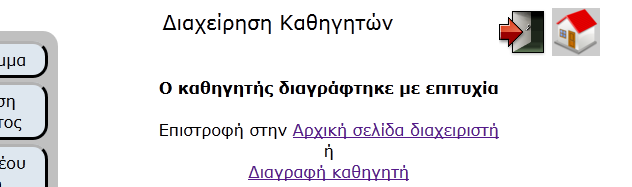 Διαχείρηση Καθηγητών
Ο καθηγητής διαγράφτηκε με επιτυχία
Επιστροφή στην Αρχική σελίδα διαχειριστή
ή
Διαγραφή καθηγητή